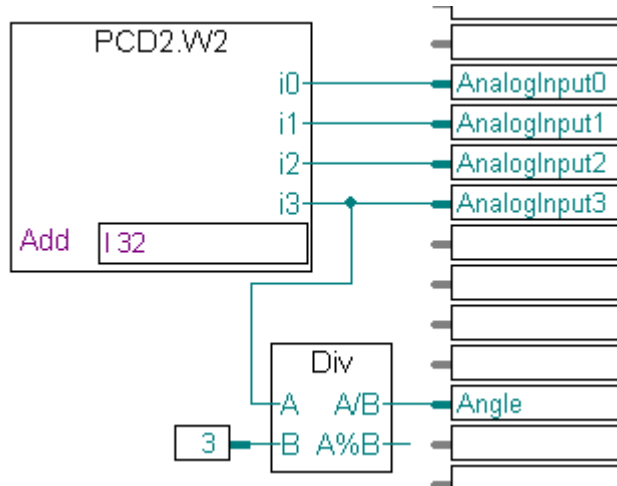 PCD2.W2
i0 AnalogInput0
i1 AnalogInput1
i2 AnalogInput2
i3 AnalogInput3
Add I 32
Div
A A/B Angle
3 B A%B